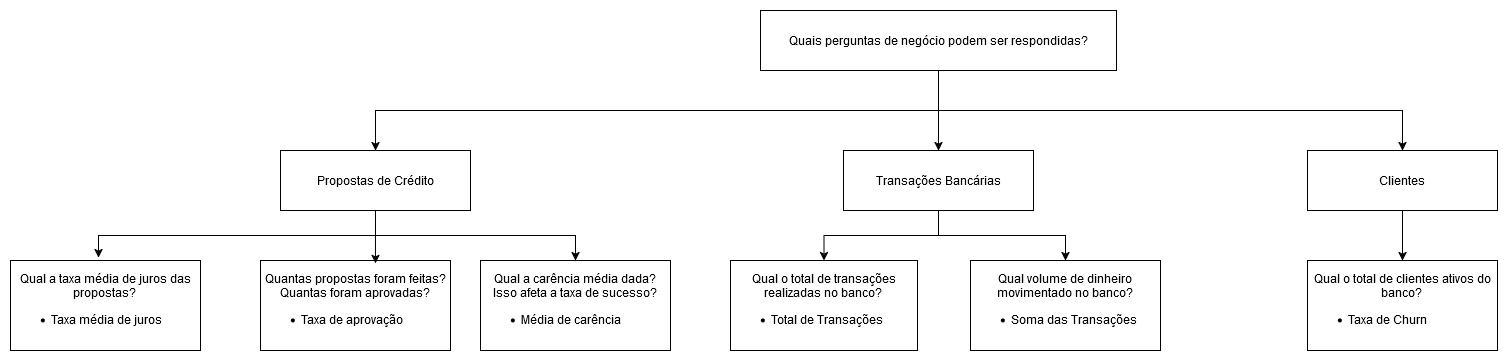 Quais perguntas de negócio podem ser respondidas?
Propostas de Crédito
Transações Bancárias
Clientes
Qual a taxa média de juros das
propostas?
• Taxa média de juros
Quantas propostas foram feitas?
Quantas foram aprovadas?
• Taxa de aprovação
Qual a carência média dada?
Isso afeta a taxa de sucesso?
• Média de carência
Qual o total de transações
realizadas no banco?
• Total de Transações
Qual volume de dinheiro
movimentado no banco?
• Soma das Transações
Qual o total de clientes ativos do
banco?
• Taxa de Churn